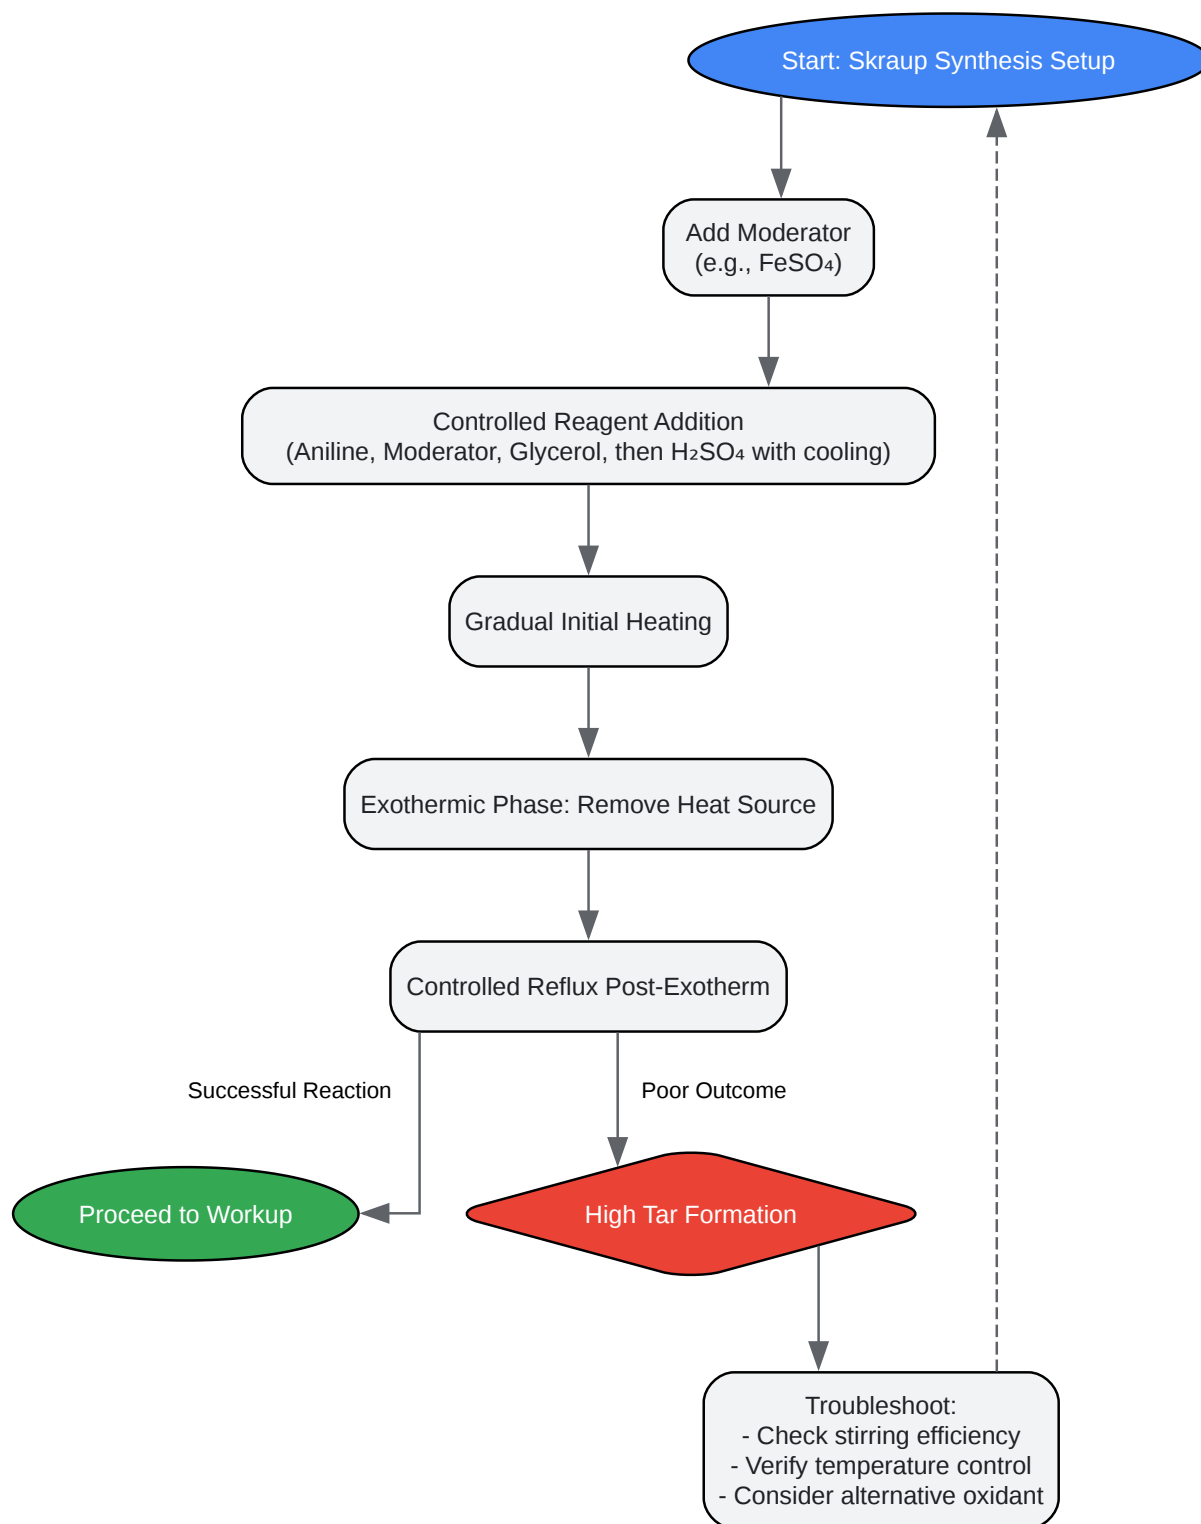 Start: Skraup Synthesis Setup
Add Moderator
(e.g., FeSO₄)
Controlled Reagent Addition
(Aniline, Moderator, Glycerol, then H₂SO₄ with cooling)
Gradual Initial Heating
Exothermic Phase: Remove Heat Source
Controlled Reflux Post-Exotherm
Successful Reaction
Poor Outcome
Proceed to Workup
High Tar Formation
Troubleshoot:
- Check stirring efficiency
- Verify temperature control
- Consider alternative oxidant